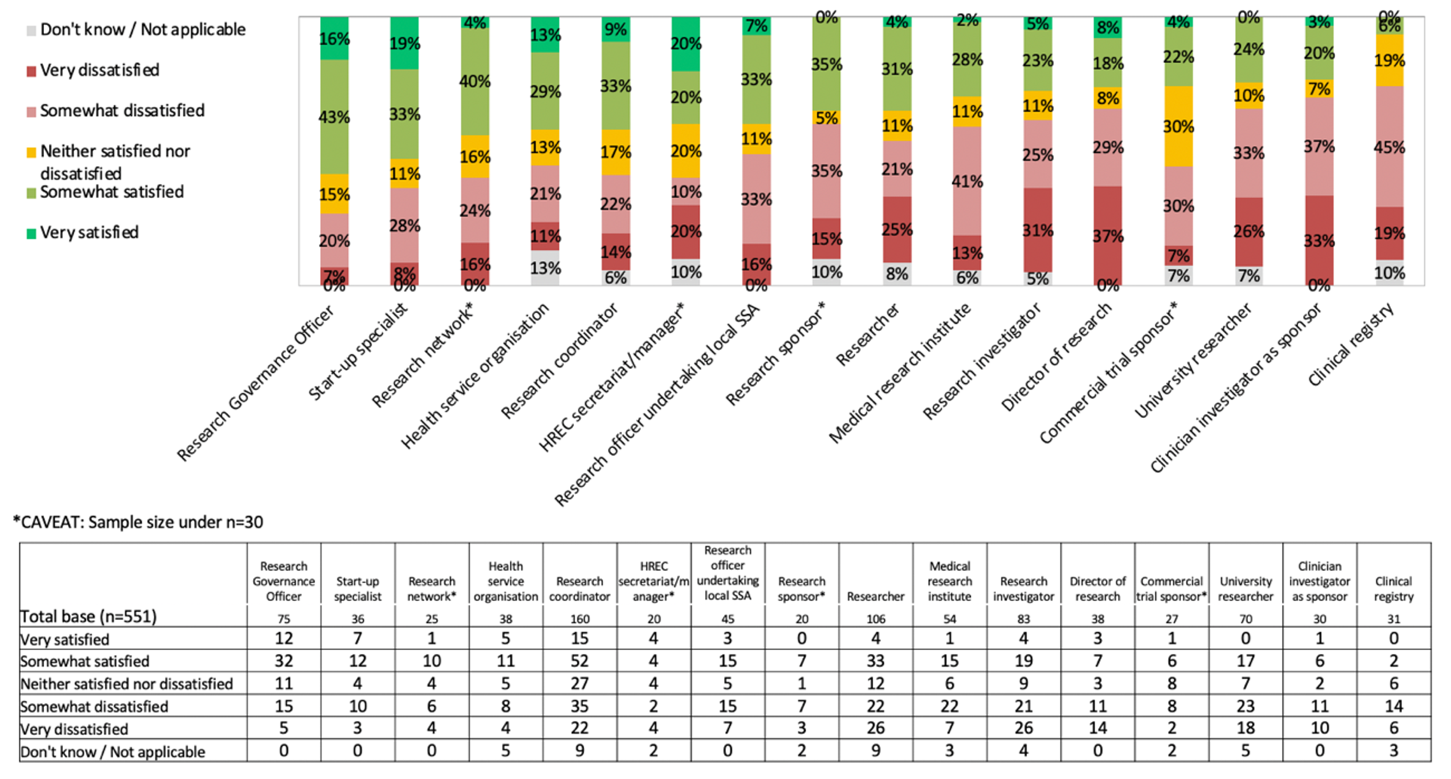 Don't know / Not applicable
Very dissatisfied
Somewhat dissatisfied
Neither satisfied nor
dissatisfied
Somewhat satisfied
Very satisfied
16% 19% 4% 13% 9% 20% 7% 0% 4% 2% 5% 8% 4% 0% 3% 0%
43% 33% 40% 29% 33% 20% 33% 35% 31% 28% 23% 18% 22% 24% 20% 6%
15% 11% 16% 13% 17% 20% 11% 5% 11% 11% 11% 8% 30% 10% 7% 19%
20% 28% 24% 21% 22% 10% 33% 35% 21% 41% 25% 29% 30% 33% 37% 45%
7% 8% 16% 11% 14% 20% 16% 15% 25% 13% 31% 37% 7% 26% 33% 19%
0% 0% 0% 13% 6% 10% 0% 10% 8% 6% 5% 0% 7% 7% 0% 10%
Research Governance Officer
Start-up specialist
Research network*
Health service organisation
Research coordinator
HREC secretariat/manager*
Research officer undertaking local SSA
Research sponsor*
Researcher
Medical research institute
Research investigator
Director of research
Commercial trial sponsor*
University researcher
Clinician investigator as sponsor
Clinical registry
*CAVEAT: Sample size under n=30
Research
Governance
Officer
Start-up
specialist
Research
network*
Health
service
organisation
Research
coordinator
HREC
secretariat/m
anager*
Research
officer
undertaking
local SSA
Research
sponsor*
Researcher
Medical
research
institute
Research
investigator
Director of
research
Commercial
trial sponsor*
University
researcher
Clinician
investigator
as sponsor
Clinical
registry
Total base (n=551) 75 36 25 38 160 20 45 20 106 54 83 38 27 70 30 31
Very satisfied 12 7 1 5 15 4 3 0 4 1 4 3 1 0 1 0
Somewhat satisfied 32 12 10 11 52 4 15 7 33 15 19 7 6 17 6 2
Neither satisfied nor dissatisfied 11 4 4 5 27 4 5 1 12 6 9 3 8 7 2 6
Somewhat dissatisfied 15 10 6 8 35 2 15 7 22 22 21 11 8 23 11 14
Very dissatisfied 5 3 4 4 22 4 7 3 26 7 26 14 2 18 10 6
Don't know / Not applicable 0 0 0 5 9 2 0 2 9 3 4 0 2 5 0 3